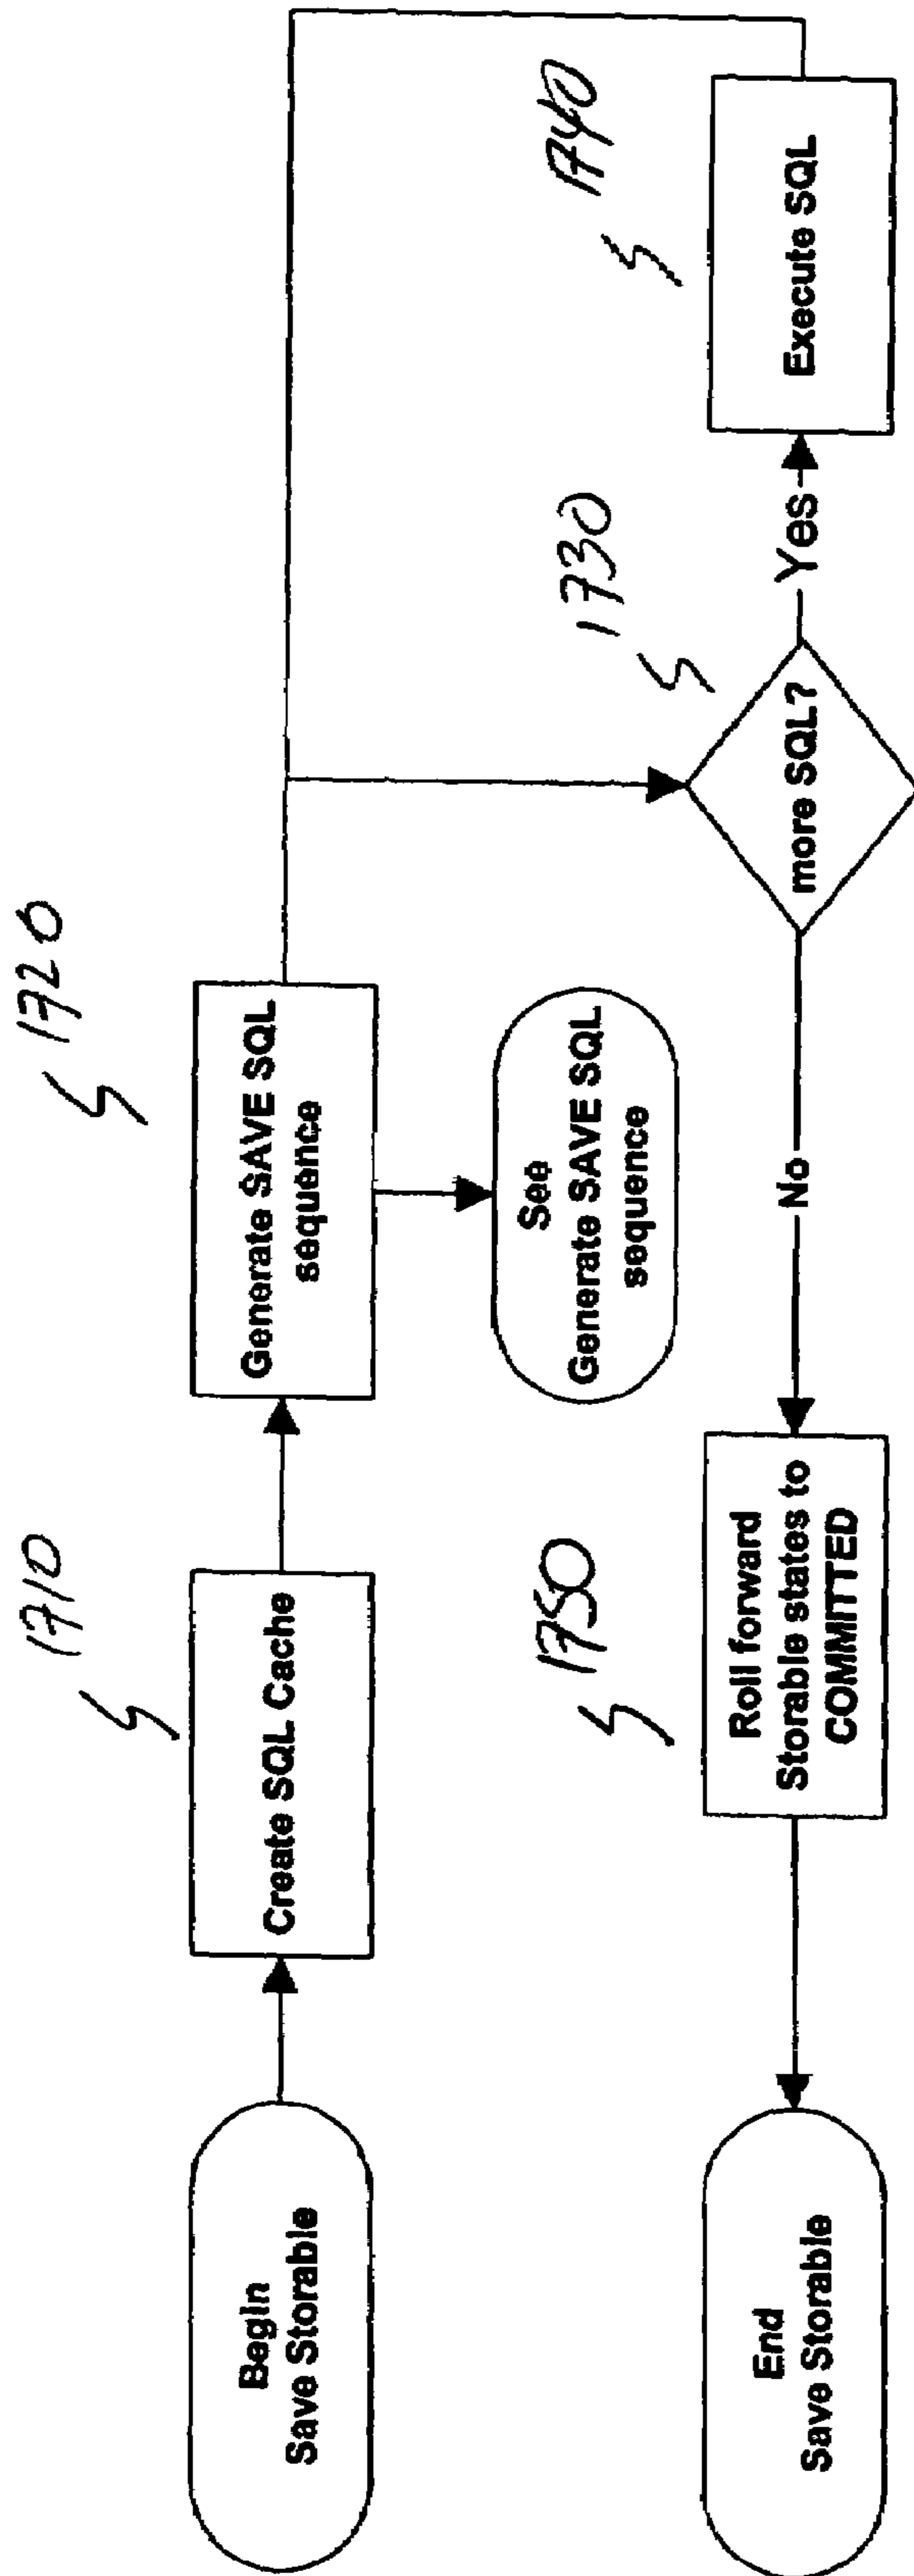 Begin
Save Storable
1710
Create SQL Cache
1720
Generate SAVE SQL
sequence
See
Generate SAVE SQL
sequence
1730
more SQL?
Yes
1740
Execute SQL
No
1750
Roll forward
Storable states to
COMMITTED
End
Save Storable